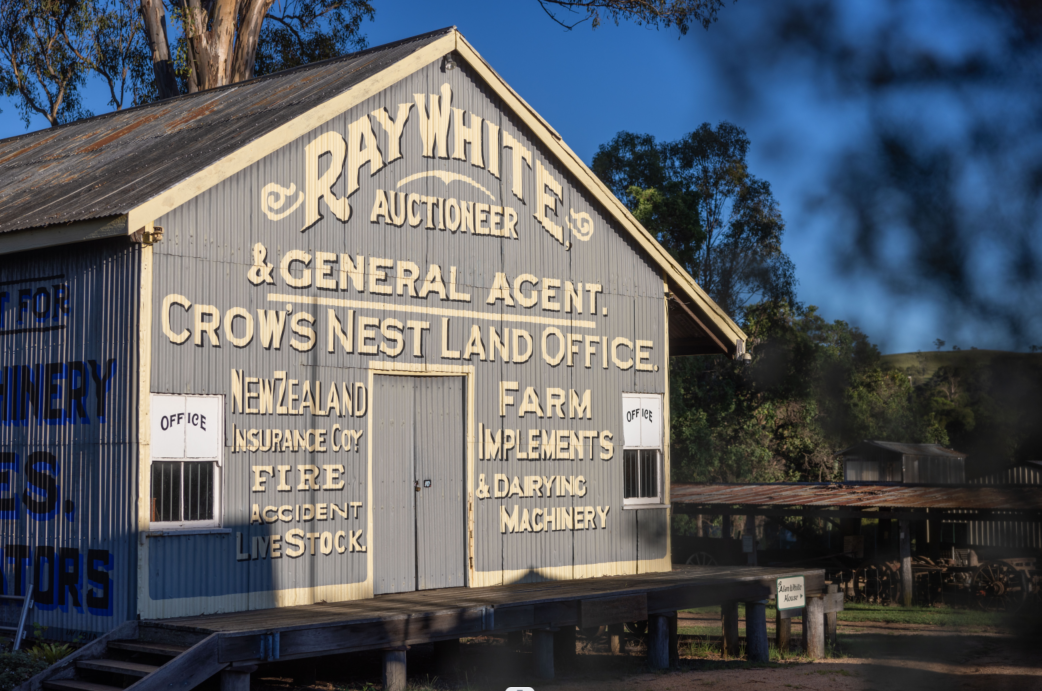 RAY WHITE,
AUCTIONEER
& GENERAL AGENT.
CROW'S NEST LAND OFFICE.
NEW ZEALAND
INSURANCE COY
FIRE
ACCIDENT
LIVE STOCK.
FARM
IMPLEMENTS
& DAIRYING
MACHINERY
OFFICE
OFFICE
FOR